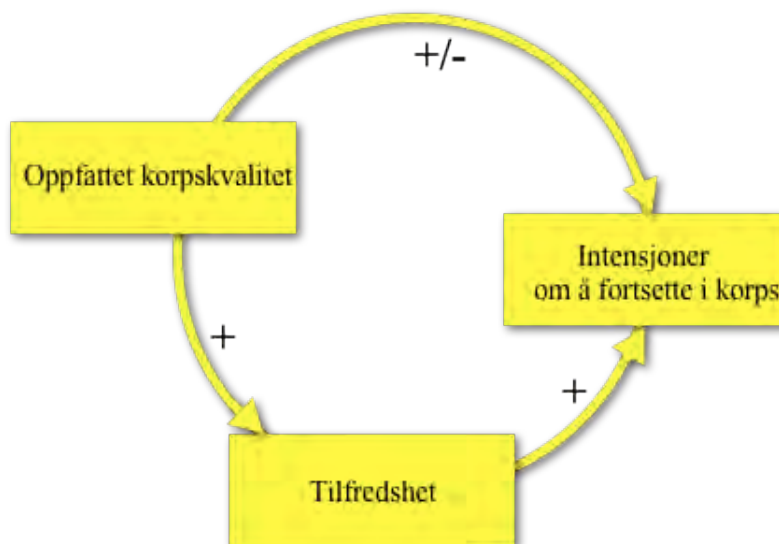 +/-
Oppfattet korpskvalitet
Intensjoner
om å fortsette i korps
+
+
Tilfredshet